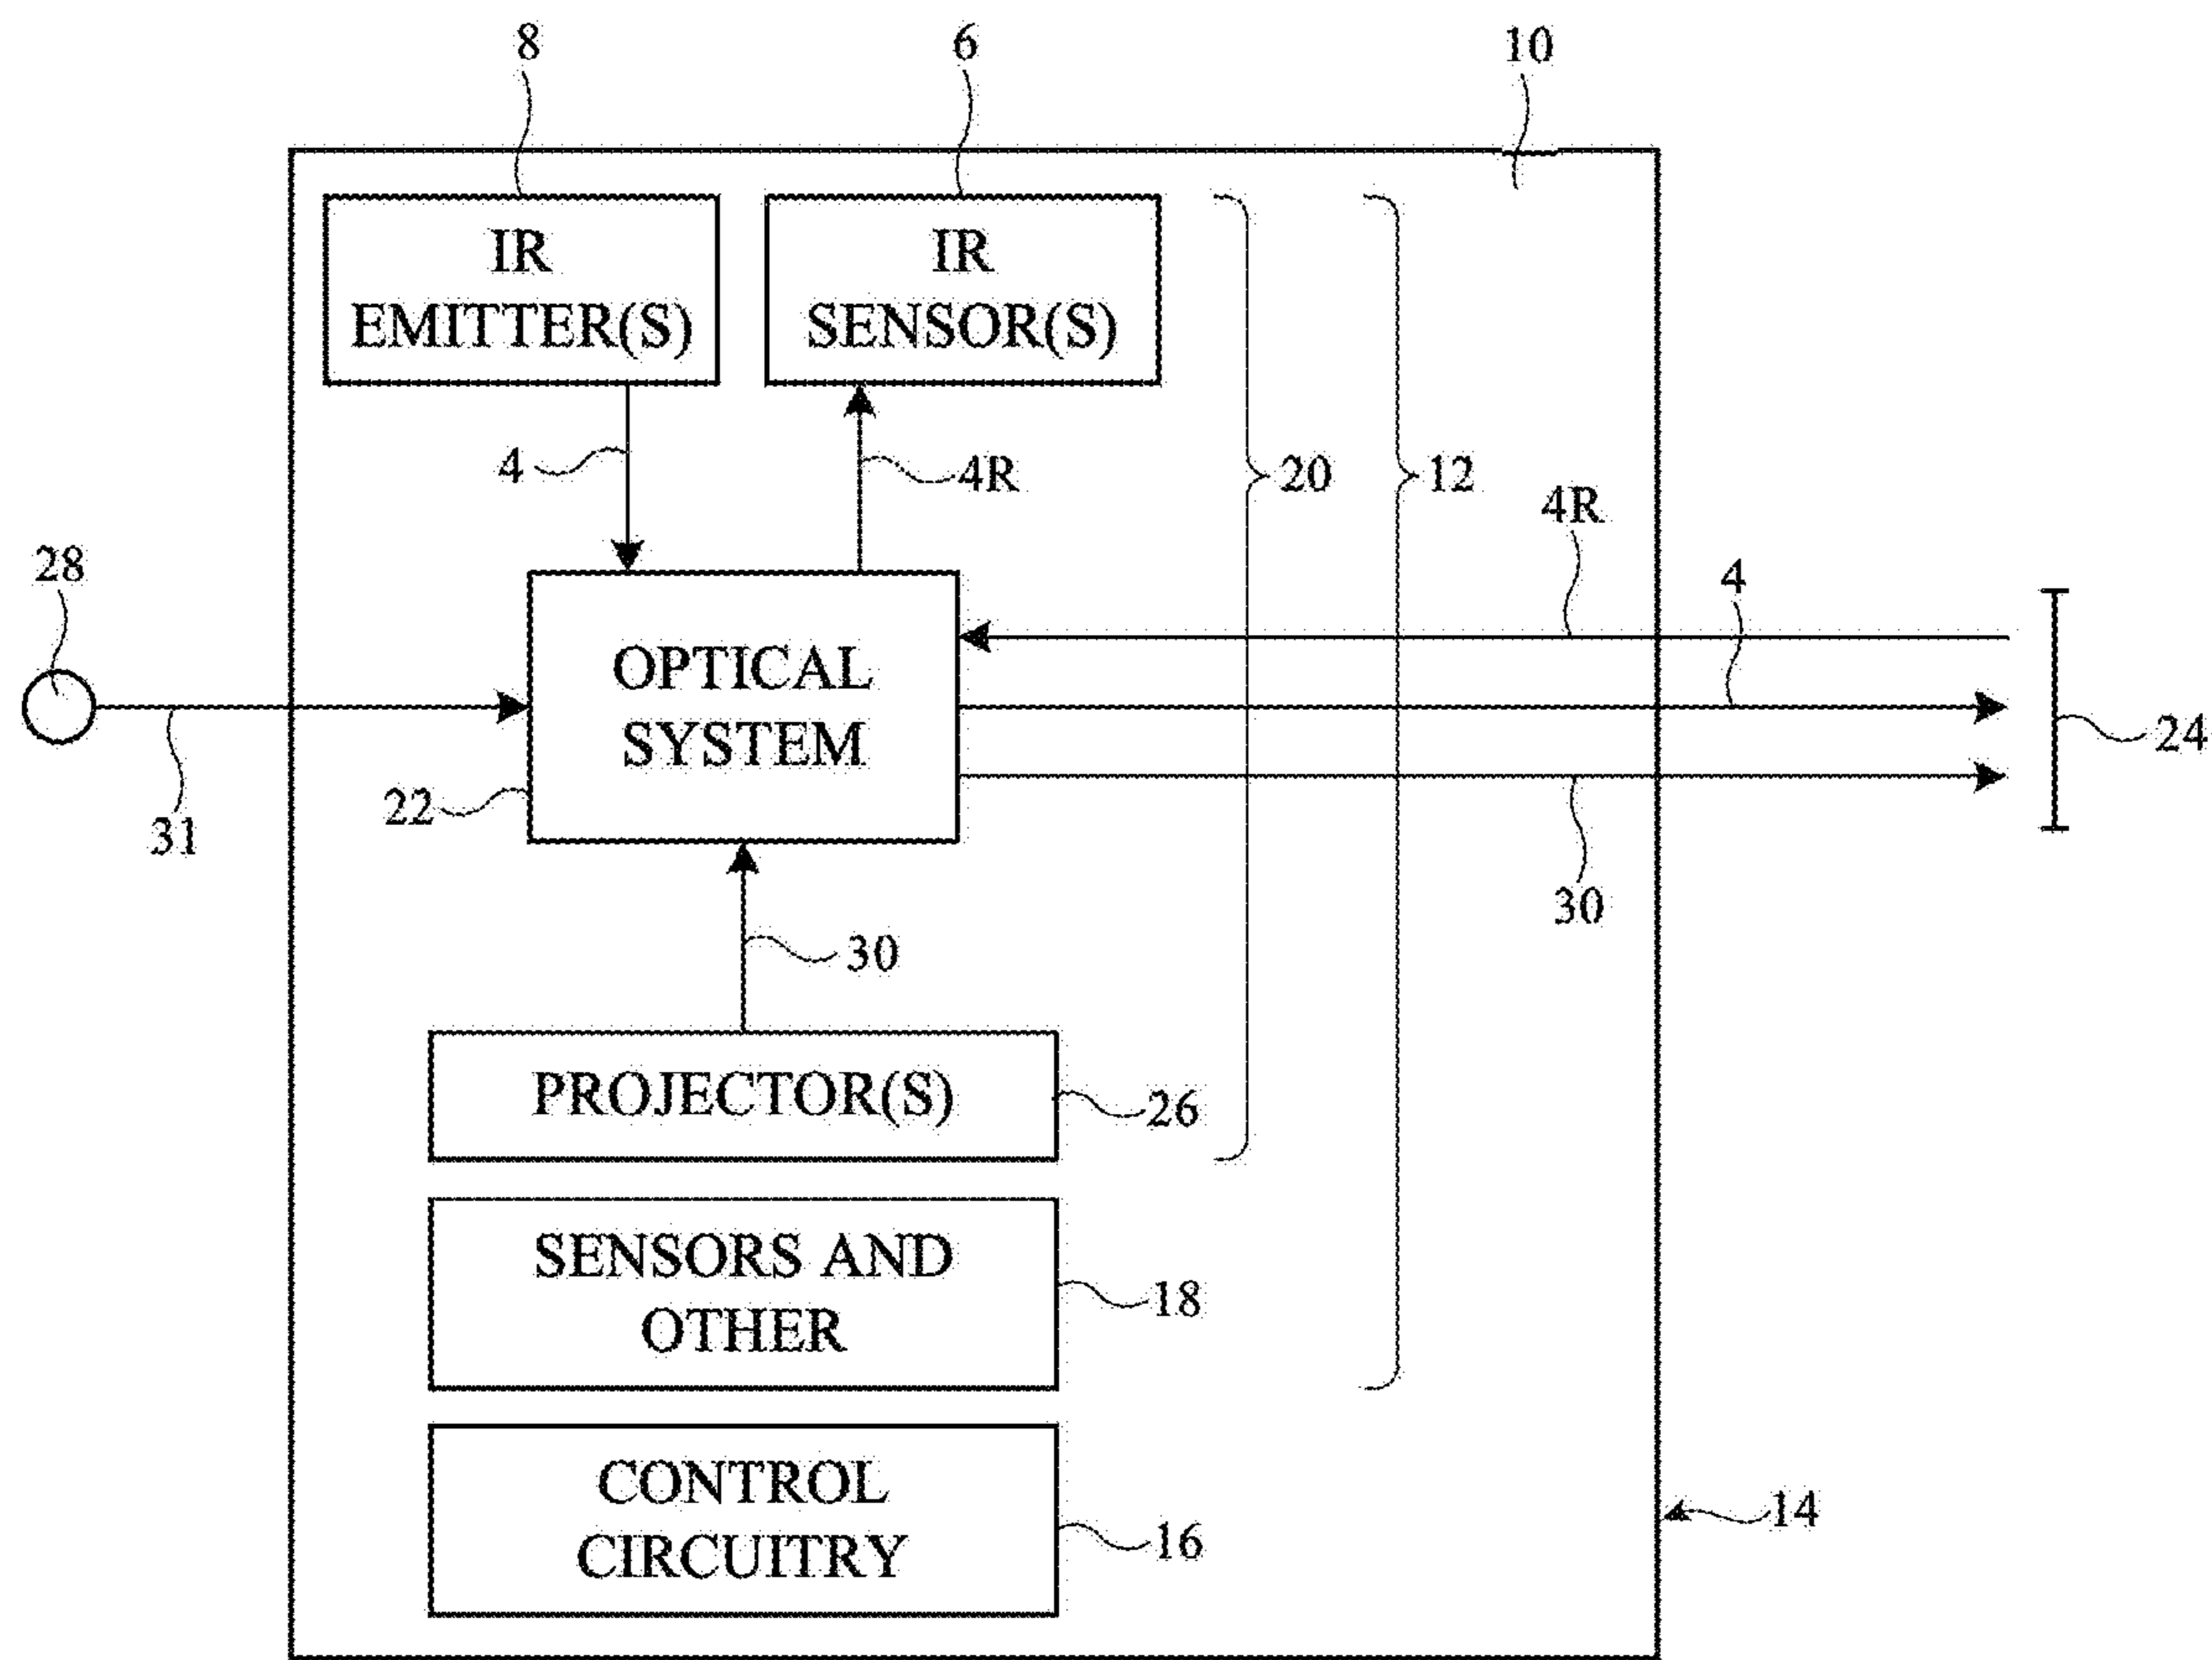 8
6
10
IR
EMITTER(S)
IR
SENSOR(S)
4
4R
20
12
4R
4
28
OPTICAL
SYSTEM
24
22
31
30
30
PROJECTOR(S)
26
SENSORS AND
OTHER
18
CONTROL
CIRCUITRY
16
14